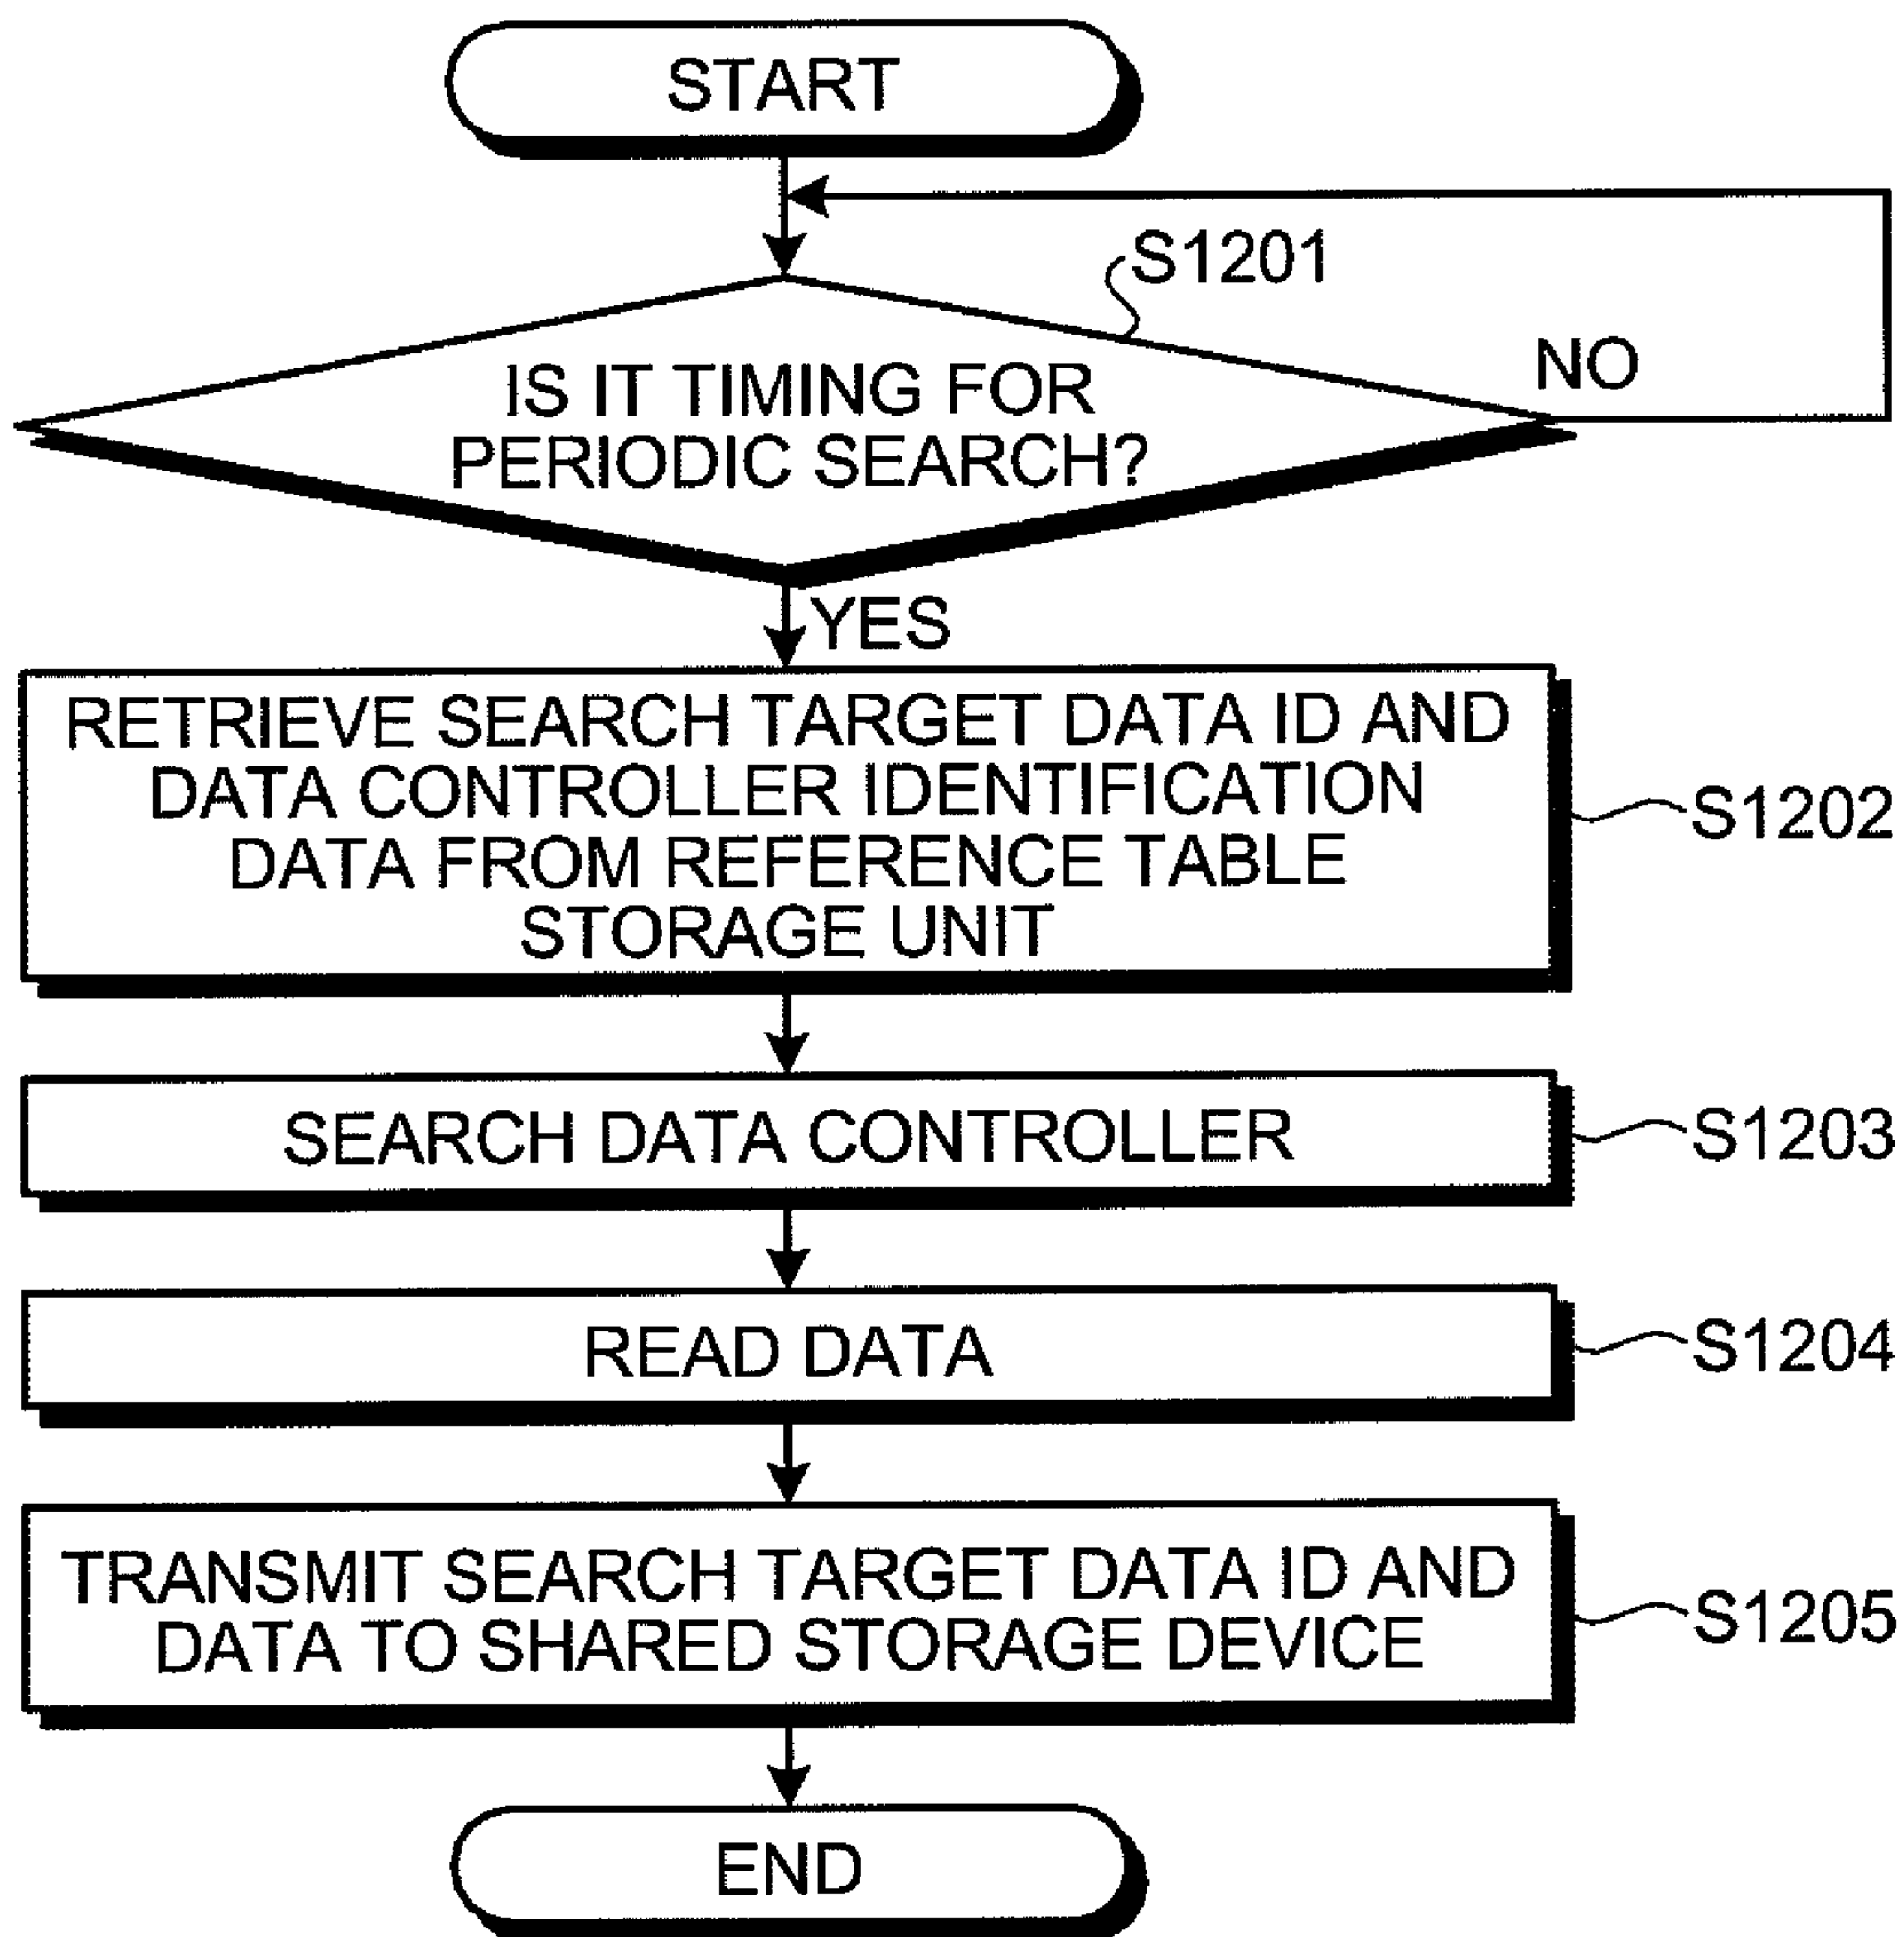 START
S1201
NO
IS IT TIMING FOR
PERIODIC SEARCH?
YES
RETRIEVE SEARCH TARGET DATA ID AND
DATA CONTROLLER IDENTIFICATION
DATA FROM REFERENCE TABLE
STORAGE UNIT
S1202
SEARCH DATA CONTROLLER
S1203
READ DATA
S1204
TRANSMIT SEARCH TARGET DATA ID AND
DATA TO SHARED STORAGE DEVICE
S1205
END